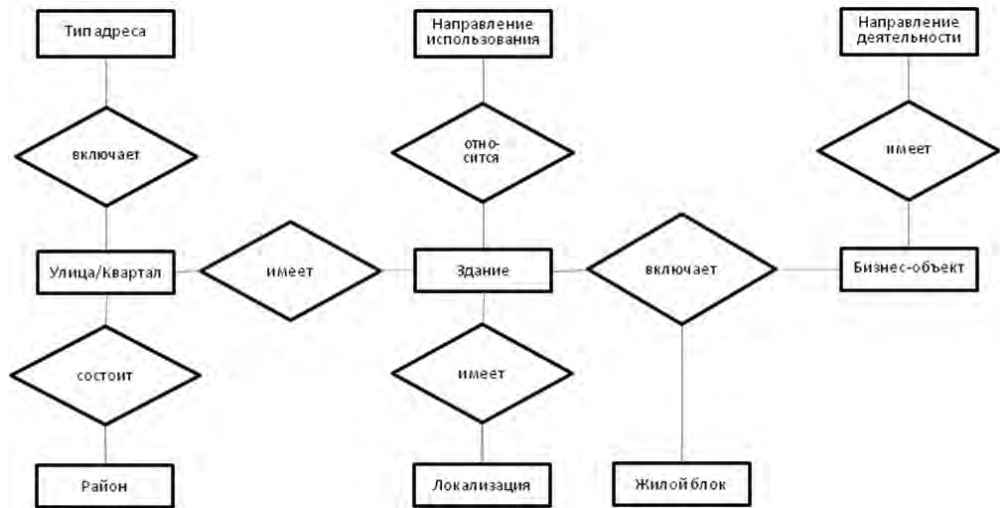 Тип адреса
Направление
использования
Направление
деятельности
включает
отно-
сится
имеет
Улица/Квартал
имеет
Здание
включает
Бизнес-объект
состоит
имеет
Район
Локализация
Жилой блок